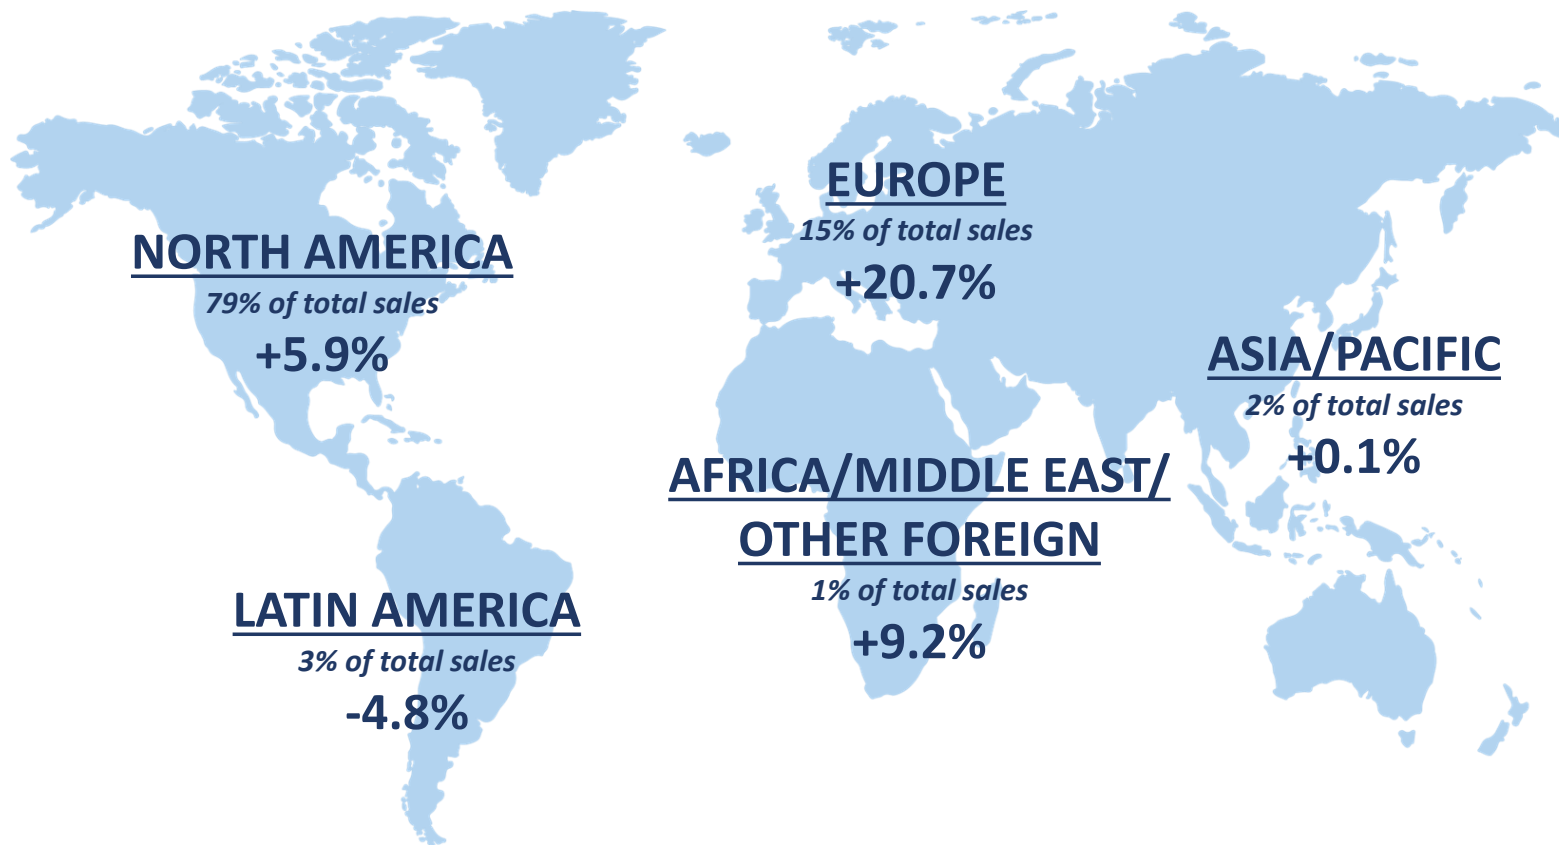 NORTH AMERICA
79% of total sales
+5.9%
EUROPE
15% of total sales
+20.7%
ASIA/PACIFIC
2% of total sales
+0.1%
AFRICA/MIDDLE EAST/
OTHER FOREIGN
1% of total sales
+9.2%
LATIN AMERICA
3% of total sales
-4.8%